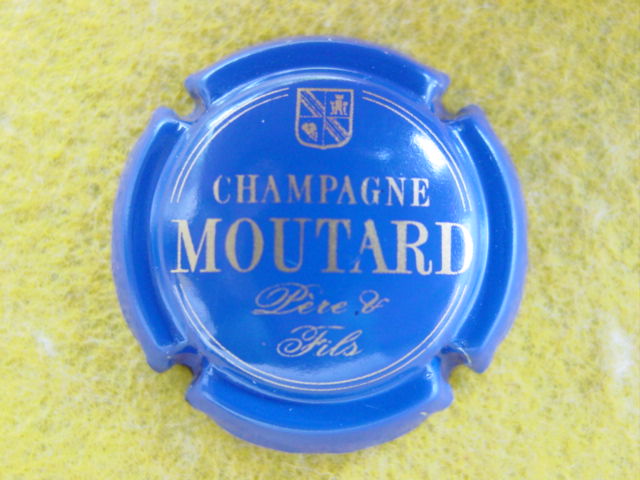 CHAMPAGNE
MOUTARD
Père &
Fils